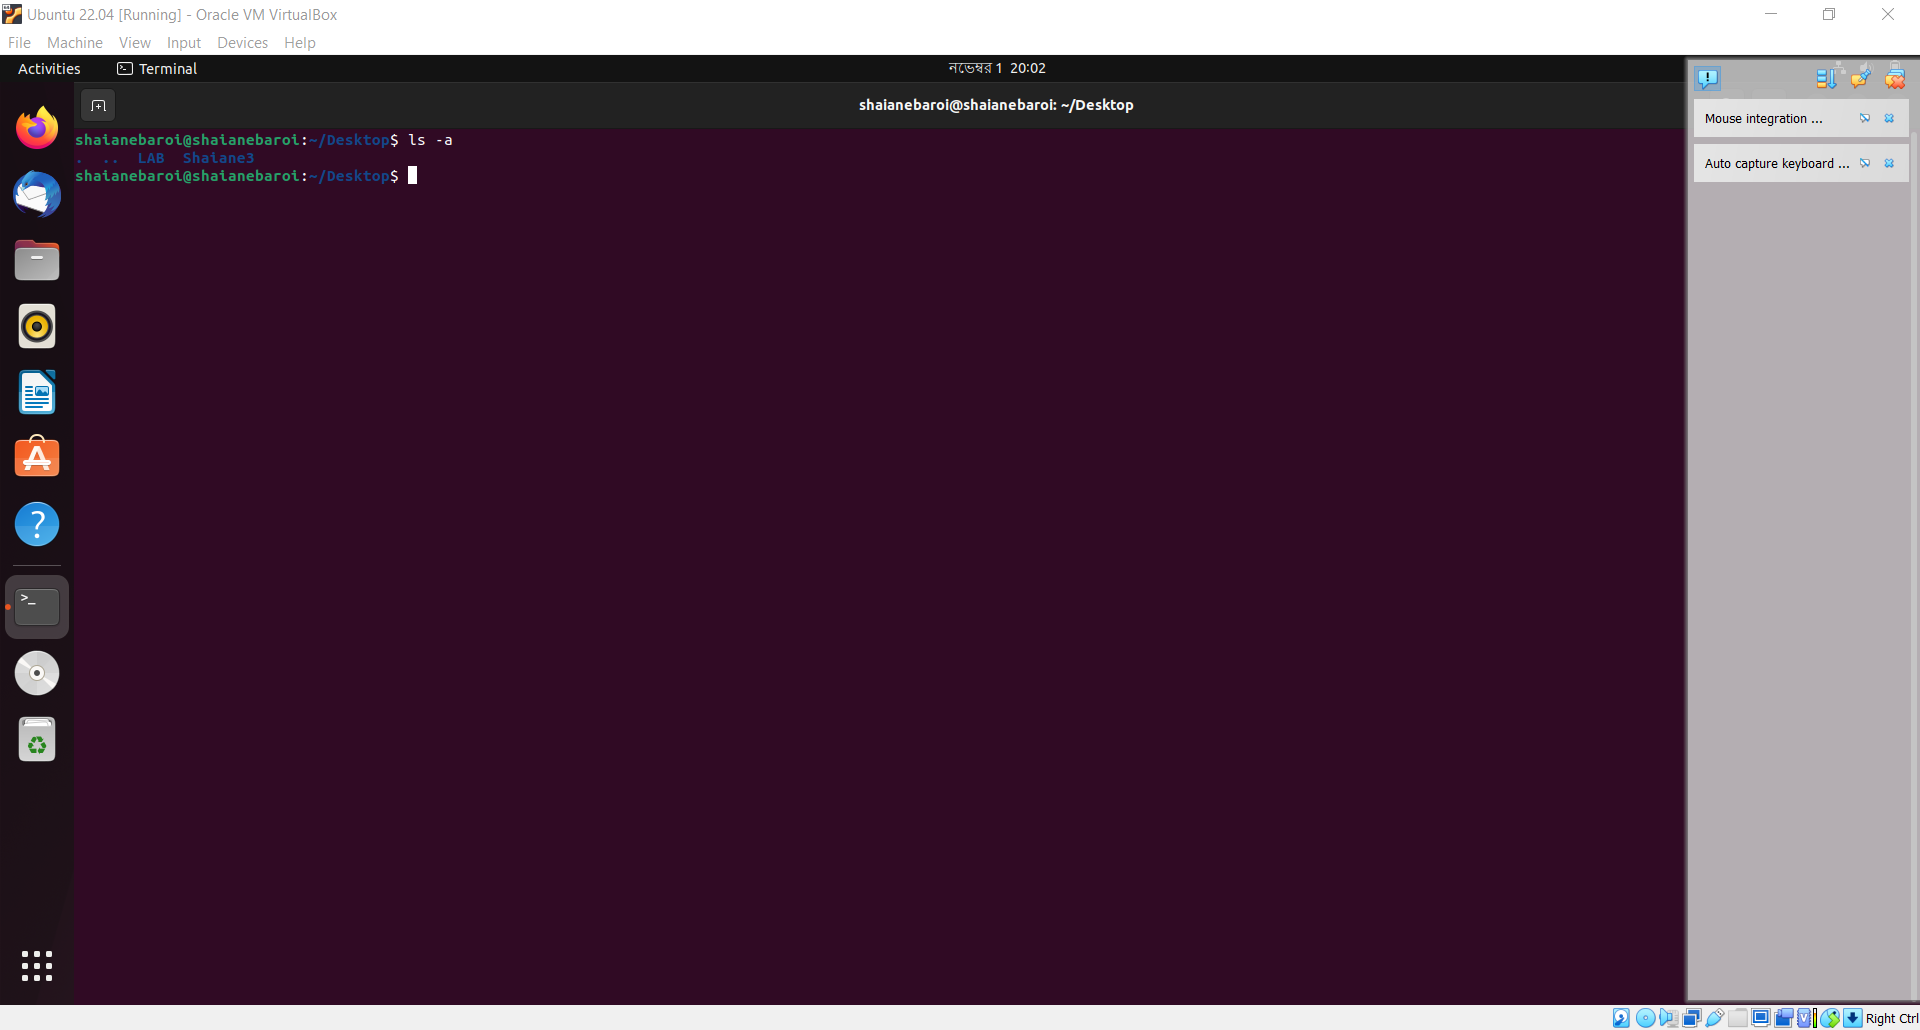 Ubuntu 22.04 [Running] - Oracle VM VirtualBox
File Machine View Input Devices Help
Activities Terminal নভেম্বর 1 20:02
shaianebaroi@shaianebaroi: ~/Desktop
Mouse integration ...
Auto capture keyboard ...
shaianebaroi@shaianebaroi:~/Desktop$ ls -a
. .. LAB Shaiane3
shaianebaroi@shaianebaroi:~/Desktop$
Right Ctrl